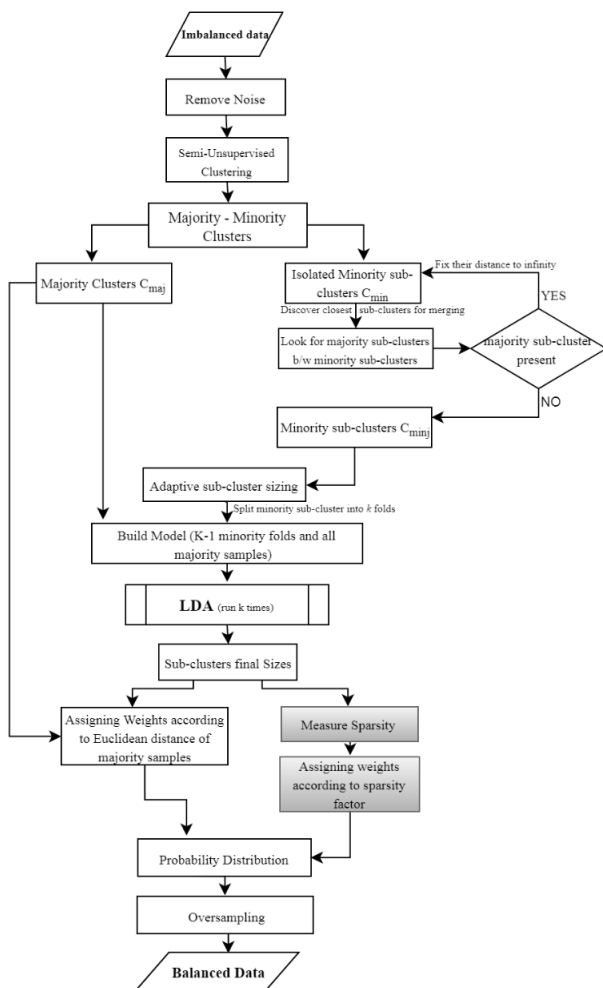 Imbalanced data
Remove Noise
Semi-Unsupervised
Clustering
Majority - Minority
Clusters
Majority Clusters Cmaj
Isolated Minority sub-
clusters Cmin
Fix their distance to infinity
YES
Discover closest sub-clusters for merging
Look for majority sub-clusters
b/w minority sub-clusters
majority sub-cluster
present
NO
Minority sub-clusters Cminj
Adaptive sub-cluster sizing
Split minority sub-cluster into k folds
Build Model (K-1 minority folds and all
majority samples)
LDA (run k times)
Sub-clusters final Sizes
Assigning Weights according
to Euclidean distance of
majority samples
Measure Sparsity
Assigning weights
according to sparsity
factor
Probability Distribution
Oversampling
Balanced Data